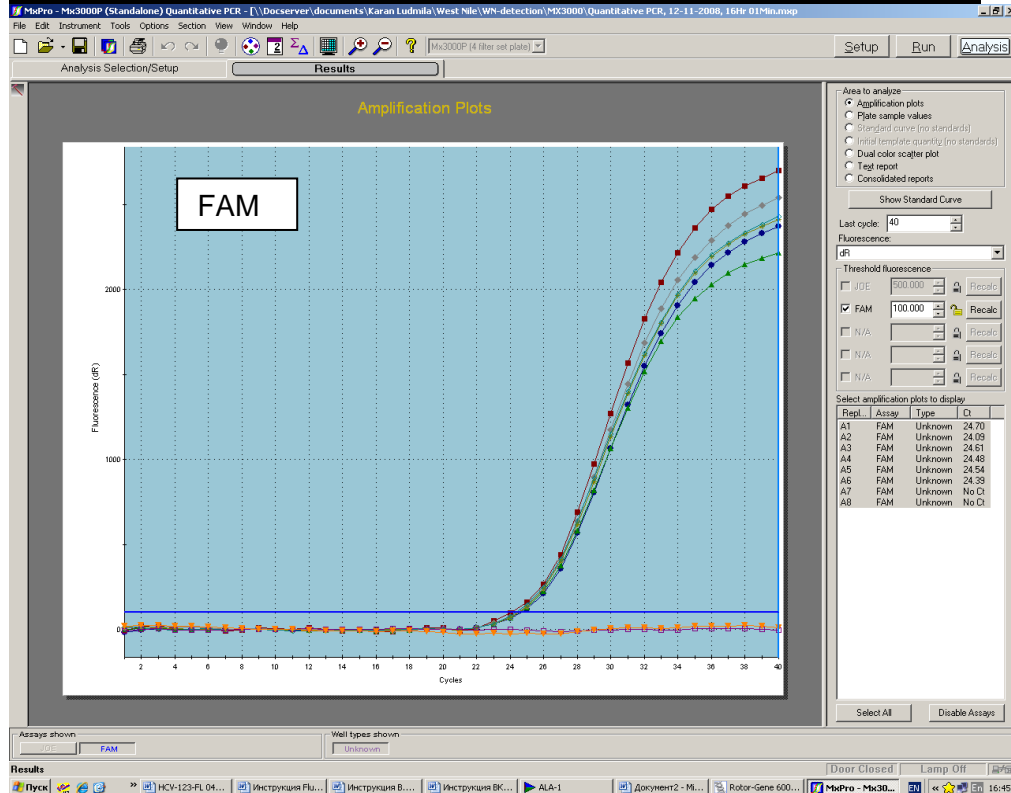 MxPro - Mx3000P (Standalone) Quantitative PCR - [\\Docserver\documents\Karan Ludmila\West Nile\WN-detection\MX3000\Quantitative PCR, 12-11-2008, 16Hr 01Min.mxp
File Edit Instrument Tools Options Section View Window Help
Mx3000P (4 filter set plate)
Setup Run Analysis
Analysis Selection/Setup Results
Amplification Plots
FAM
2000
1000
0
Fluorescence (dR)
2 4 6 8 10 12 14 16 18 20 22 24 26 28 30 32 34 36 38 40
Cycles
Area to analyze
Amplification plots
Plate sample values
Standard curve (no standards)
Initial template quantity (no standards)
Dual color scatter plot
Text report
Consolidated reports
Show Standard Curve
Last cycle: 40
Fluorescence:
dR
Threshold fluorescence
JOE 500.000 Recalc
FAM 100.000 Recalc
N/A Recalc
N/A Recalc
N/A Recalc
Select amplification plots to display
Repl... Assay Type Ct
A1 FAM Unknown 24.70
A2 FAM Unknown 24.09
A3 FAM Unknown 24.61
A4 FAM Unknown 24.48
A5 FAM Unknown 24.54
A6 FAM Unknown 24.39
A7 FAM Unknown No Ct
A8 FAM Unknown No Ct
Select All Disable Assays
Assays shown
JOE FAM
Well types shown
Unknown
Results
Door Closed Lamp Off
Пуск » HCV-123-FL 04... Инструкция Flu... Инструкция В.... Инструкция ВК... ALA-1 Документ2 - Mi... Rotor-Gene 600... MxPro - Mx30... EN « 16:45